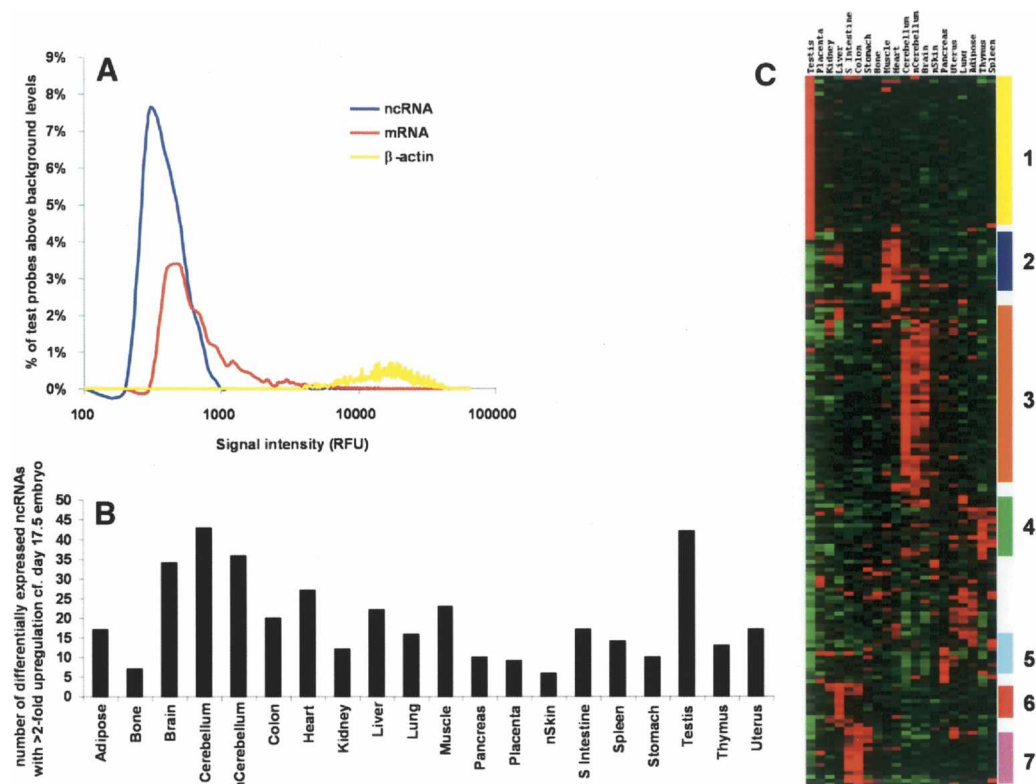 A
9%
8%
7%
6%
5%
4%
3%
2%
1%
0%
% of test probes above background levels
ncRNA
mRNA
β-actin
100
1000
10000
100000
Signal intensity (RFU)
B
number of differentially expressed ncRNAs
with >2-fold upregulation cf. day 17.5 embryo
50
45
40
35
30
25
20
15
10
5
0
Adipose
Bone
Brain
Cerebellum
nCerebellum
Colon
Heart
Kidney
Liver
Lung
Muscle
Pancreas
Placenta
nSkin
S Intestine
Spleen
Stomach
Testis
Thymus
Uterus
C
Testis
Placenta
Kidney
Liver
S Intestine
Colon
Stomach
Bone
Muscle
Heart
Cerebellum
nCerebellum
Brain
nSkin
Pancreas
Uterus
Lung
Adipose
Thymus
Spleen
1
2
3
4
5
6
7